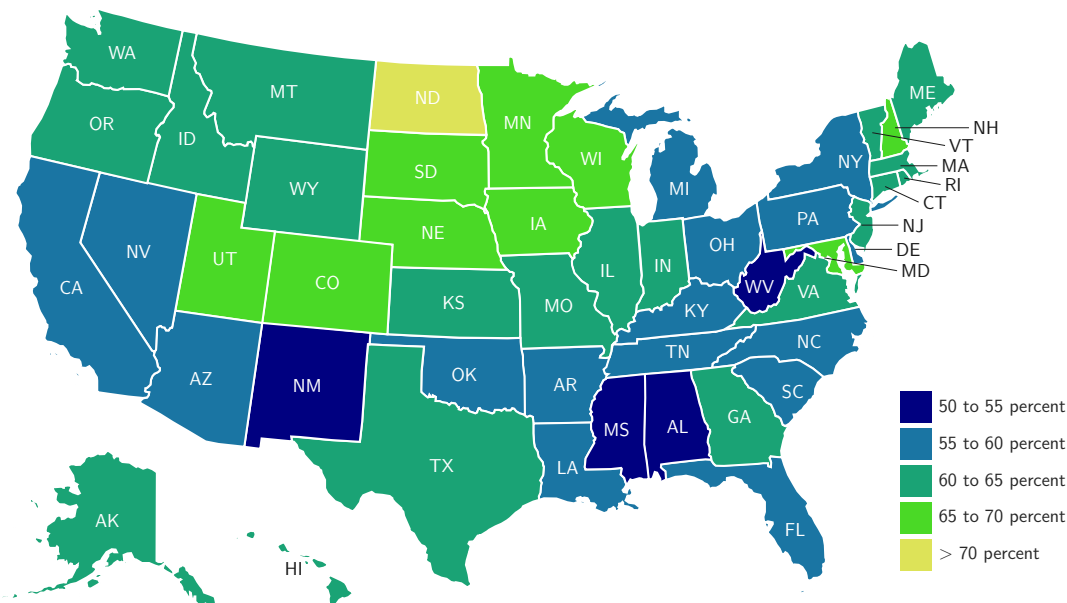 WA
MT
ND
MN
ME
OR
ID
NH
VT
WY
SD
WI
NY
MA
MI
RI
CT
NE
IA
PA
NJ
NV
UT
OH
DE
CA
CO
IL
IN
MD
WV
VA
KS
MO
KY
NC
TN
AZ
NM
OK
AR
SC
MS
AL
GA
TX
LA
FL
AK
HI
50 to 55 percent
55 to 60 percent
60 to 65 percent
65 to 70 percent
> 70 percent